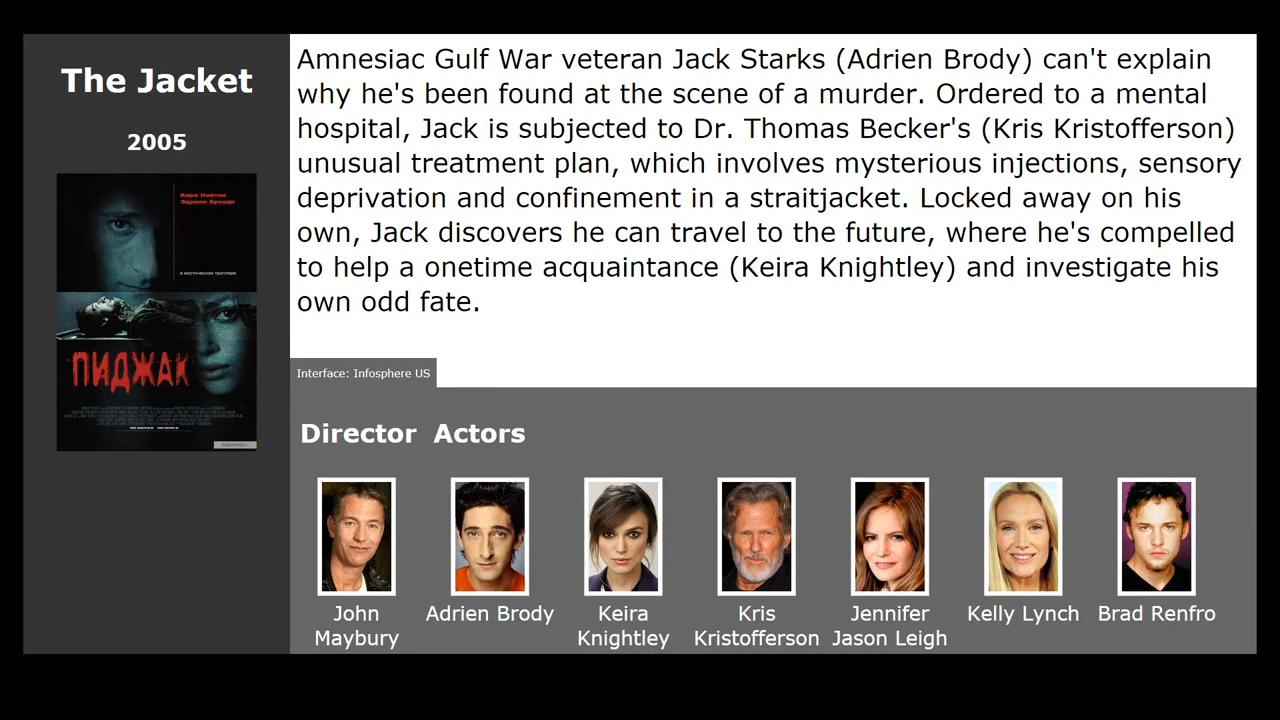 The Jacket
2005
Кира Найтли
Эдриан Броуди
в мистическом триллере
ПИДЖАК
Amnesiac Gulf War veteran Jack Starks (Adrien Brody) can't explain
why he's been found at the scene of a murder. Ordered to a mental
hospital, Jack is subjected to Dr. Thomas Becker's (Kris Kristofferson)
unusual treatment plan, which involves mysterious injections, sensory
deprivation and confinement in a straitjacket. Locked away on his
own, Jack discovers he can travel to the future, where he's compelled
to help a onetime acquaintance (Keira Knightley) and investigate his
own odd fate.
Interface: Infosphere US
Director Actors
John
Maybury
Adrien Brody
Keira
Knightley
Kris
Kristofferson
Jennifer
Jason Leigh
Kelly Lynch
Brad Renfro